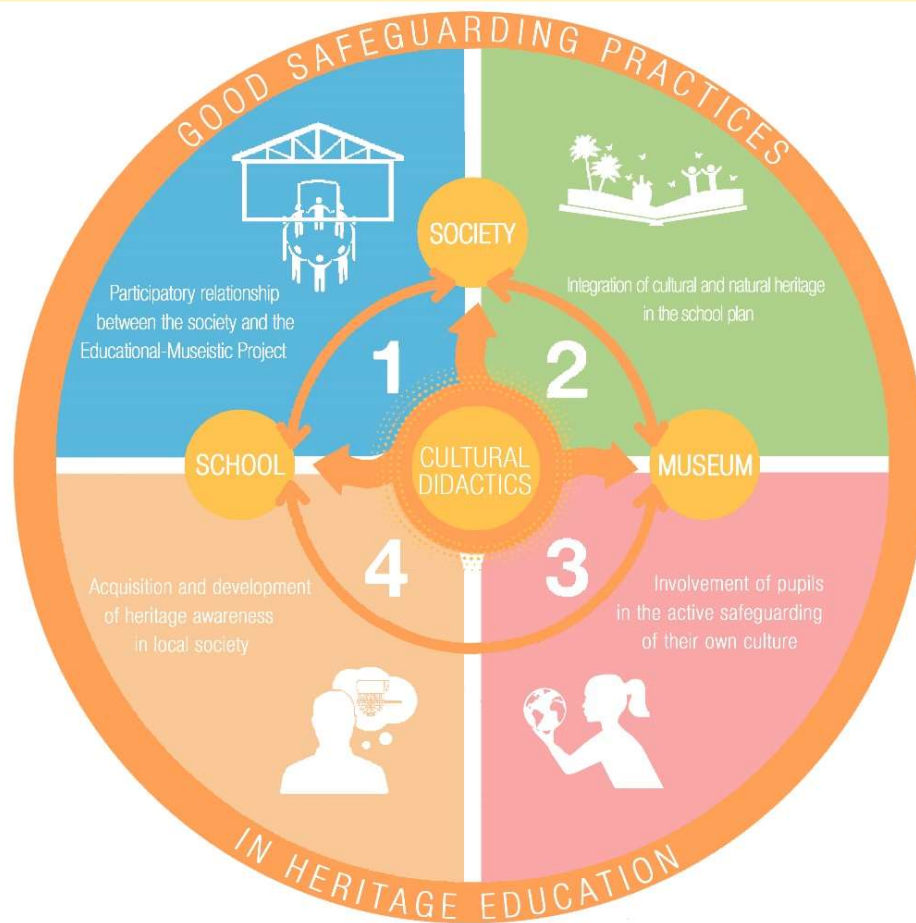 GOOD SAFEGUARDING PRACTICES
SOCIETY
Participatory relationship
between the society and the
Educational-Museistic Project
1
Integration of cultural and natural heritage
in the school plan
2
SCHOOL
CULTURAL
DIDACTICS
MUSEUM
4
Acquisition and development
of heritage awareness
in local society
3
Involvement of pupils
in the active safeguarding
of their own culture
IN HERITAGE EDUCATION